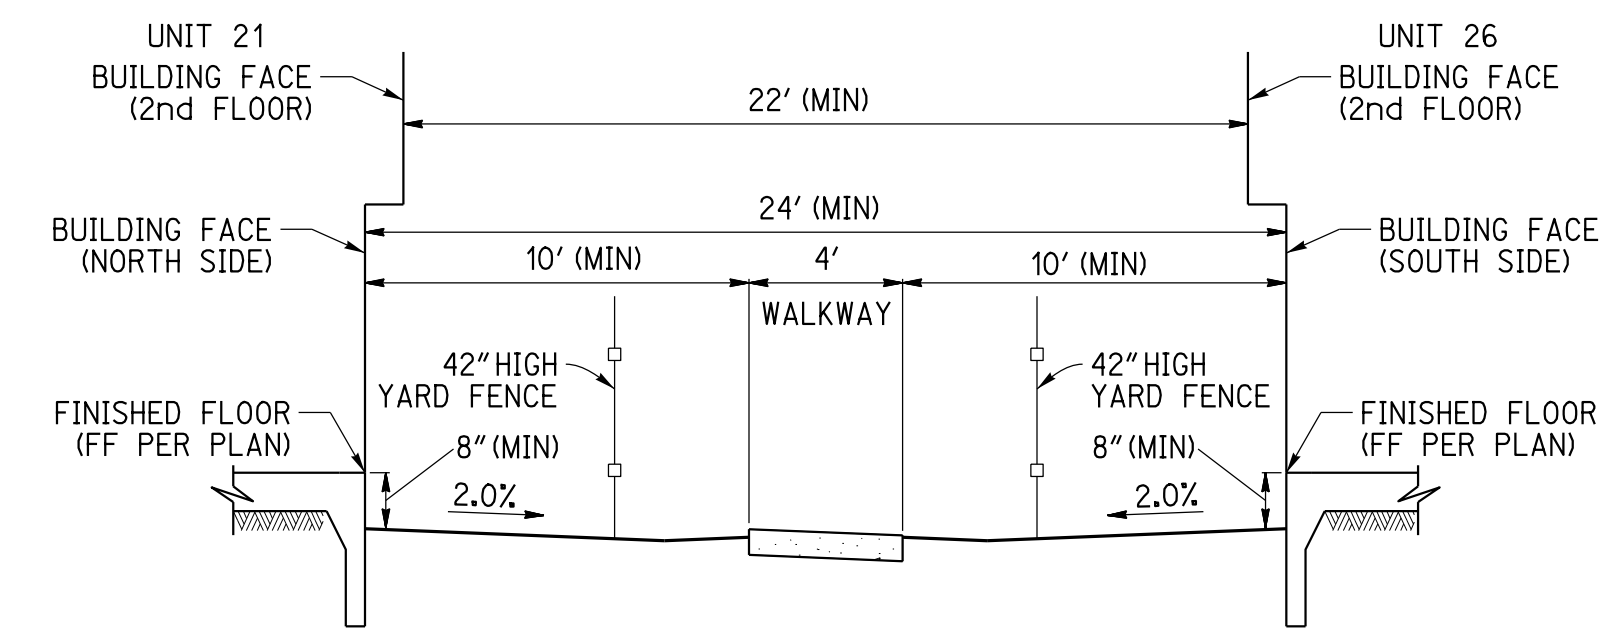 UNIT 21
BUILDING FACE
(2nd FLOOR)
UNIT 26
BUILDING FACE
(2nd FLOOR)
22' (MIN)
24' (MIN)
BUILDING FACE
(NORTH SIDE)
BUILDING FACE
(SOUTH SIDE)
10' (MIN)
4'
10' (MIN)
WALKWAY
42" HIGH
YARD FENCE
42" HIGH
YARD FENCE
FINISHED FLOOR
(FF PER PLAN)
FINISHED FLOOR
(FF PER PLAN)
8" (MIN)
8" (MIN)
2.0%
2.0%